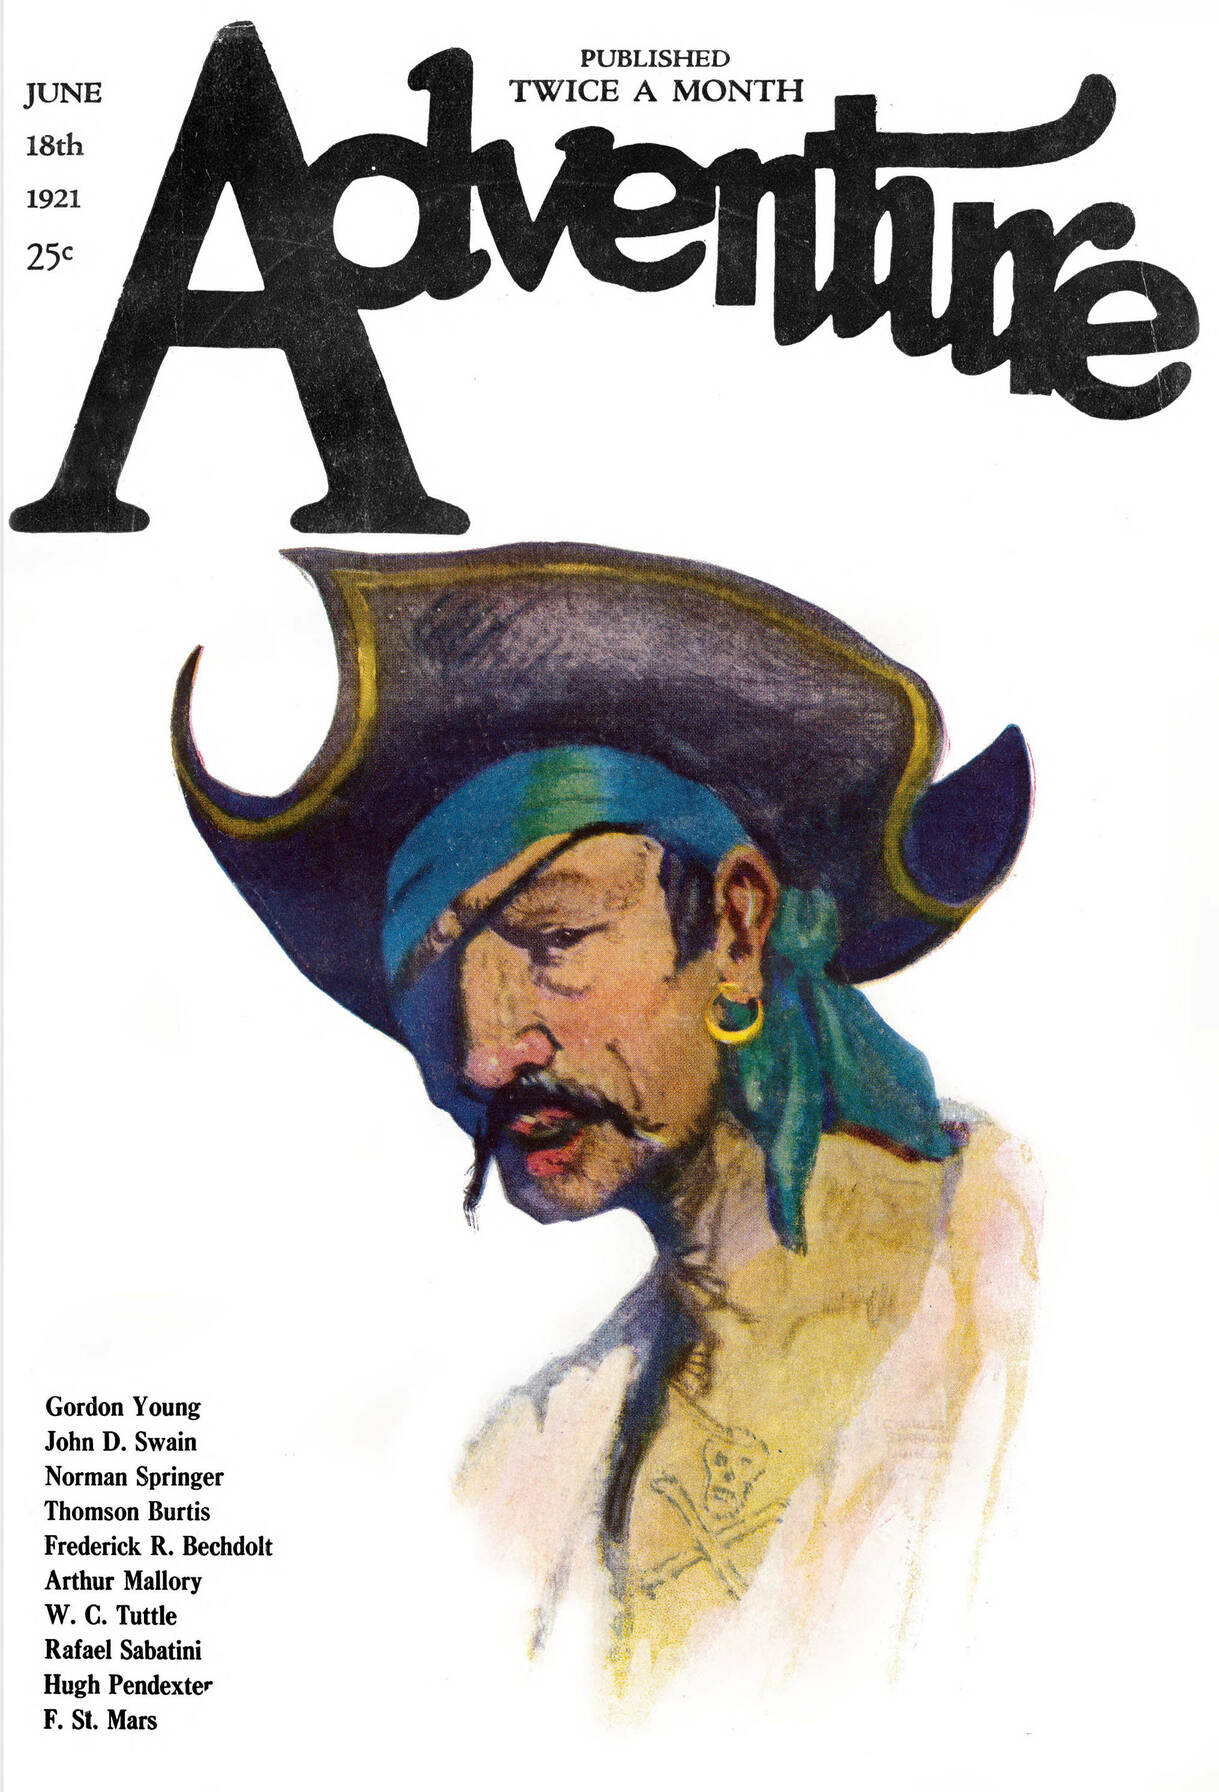 JUNE
18th
1921
25c
PUBLISHED
TWICE A MONTH
Adventure
Gordon Young
John D. Swain
Norman Springer
Thomson Burtis
Frederick R. Bechdolt
Arthur Mallory
W. C. Tuttle
Rafael Sabatini
Hugh Pendexter
F. St. Mars